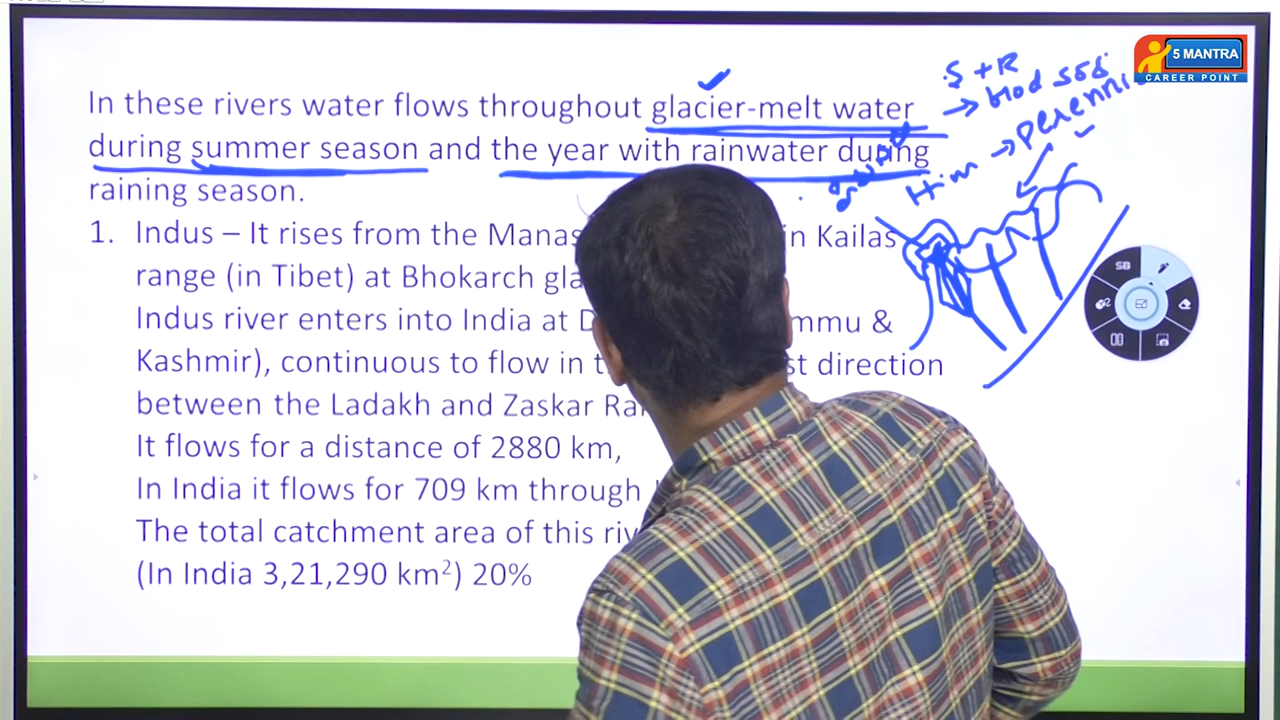 5 MANTRA
CAREER POINT
S + R
→ biod
Him → perenni
In these rivers water flows throughout glacier-melt water
during summer season and the year with rainwater during
raining season.
1. Indus – It rises from the Manas in Kailas
range (in Tibet) at Bhokarch gla
Indus river enters into India at D mmu &
Kashmir), continuous to flow in t st direction
between the Ladakh and Zaskar Ra
It flows for a distance of 2880 km,
In India it flows for 709 km through
The total catchment area of this riv
(In India 3,21,290 km²) 20%
SB